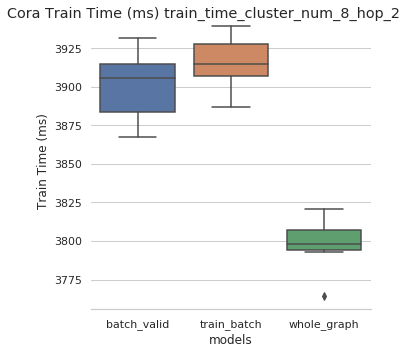 Cora Train Time (ms) train_time_cluster_num_8_hop_2
3925
3900
3875
3850
3825
3800
3775
Train Time (ms)
batch_valid
train_batch
whole_graph
models